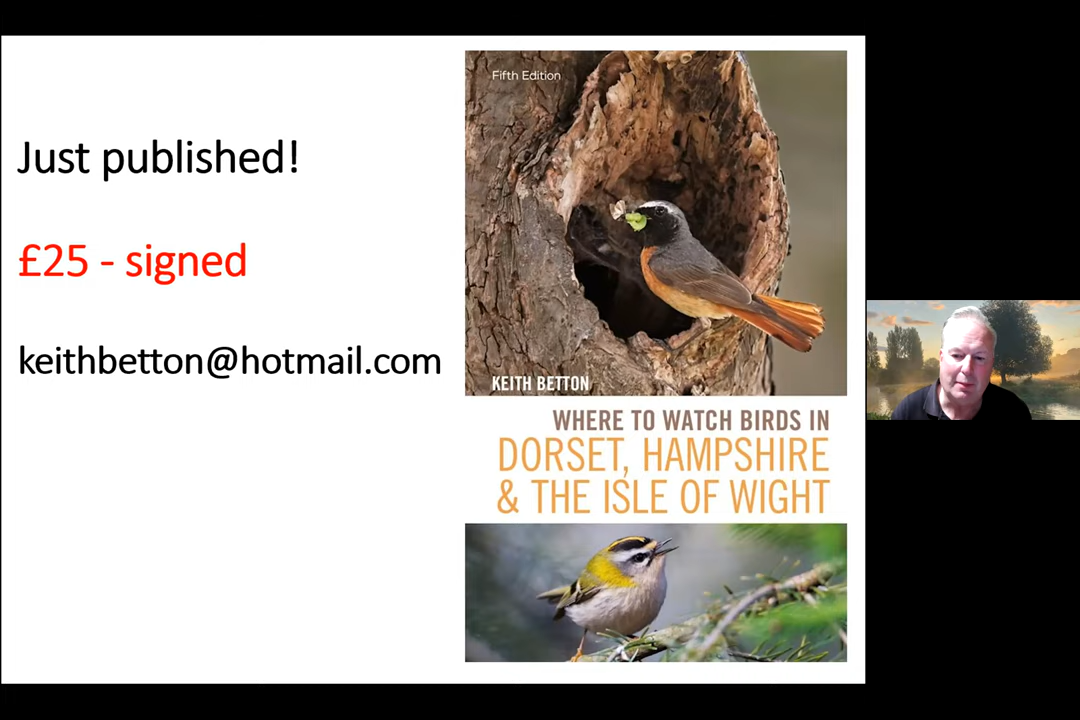 Just published!
£25 - signed
keithbetton@hotmail.com
Fifth Edition
KEITH BETTON
WHERE TO WATCH BIRDS IN
DORSET, HAMPSHIRE
& THE ISLE OF WIGHT